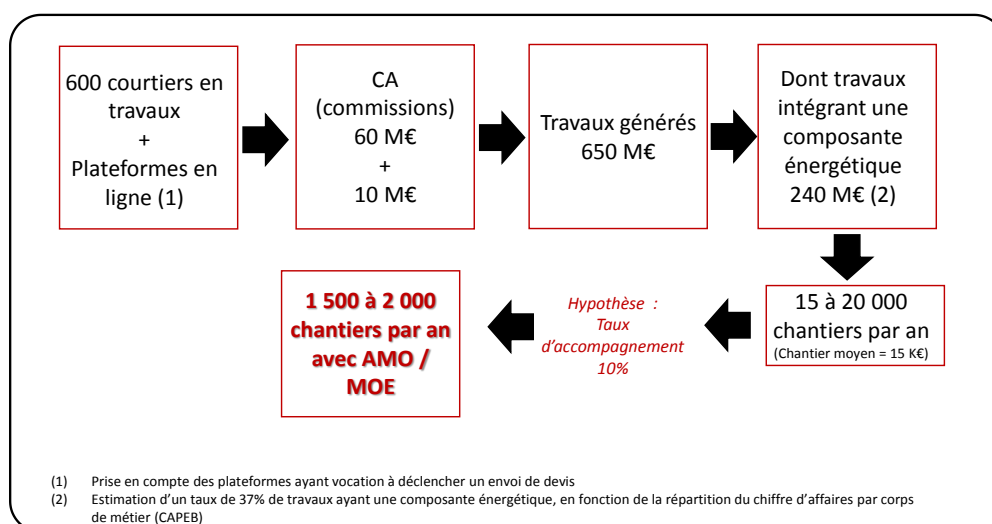 600 courtiers en
travaux
+
Plateformes en
ligne (1)
CA
(commissions)
60 M€
+
10 M€
Travaux générés
650 M€
Dont travaux
intégrant une
composante
énergétique
240 M€ (2)
15 à 20 000
chantiers par an
(Chantier moyen = 15 K€)
Hypothèse :
Taux
d’accompagnement
10%
1 500 à 2 000
chantiers par an
avec AMO /
MOE
(1) Prise en compte des plateformes ayant vocation à déclencher un envoi de devis
(2) Estimation d’un taux de 37% de travaux ayant une composante énergétique, en fonction de la répartition du chiffre d’affaires par corps
de métier (CAPEB)